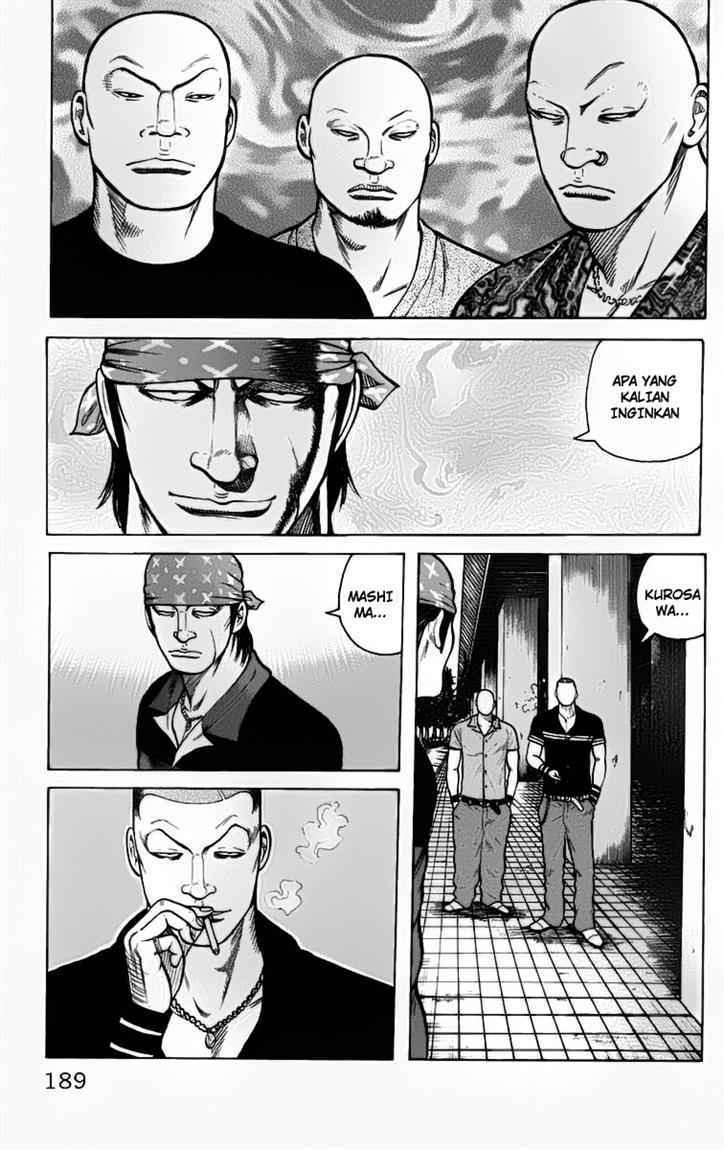 APA YANG
KALIAN
INGINKAN
KUROSA
WA...
MASHI
MA...
189